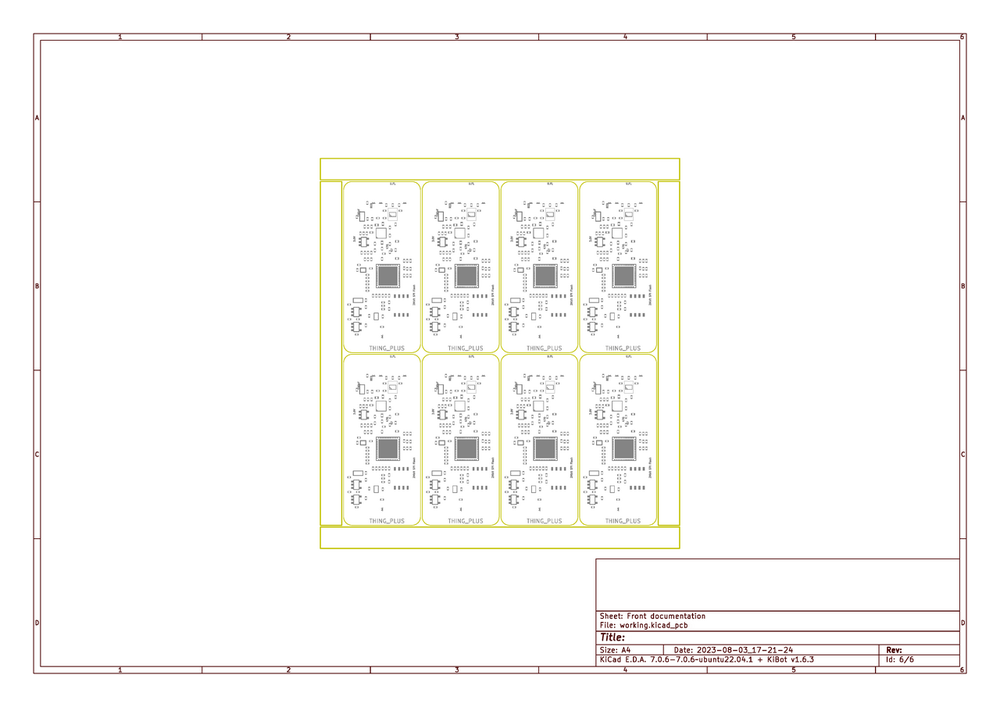 1 2 3 4 5 6
A A
B B
THING_PLUS THING_PLUS THING_PLUS THING_PLUS
C C
THING_PLUS THING_PLUS THING_PLUS THING_PLUS
Sheet: Front documentation
File: working.kicad_pcb
D D
Title:
Size: A4 Date: 2023-08-03_17-21-24 Rev:
KiCad E.D.A. 7.0.6-7.0.6~ubuntu22.04.1 + KiBot v1.6.3 Id: 6/6
1 2 3 4 5 6